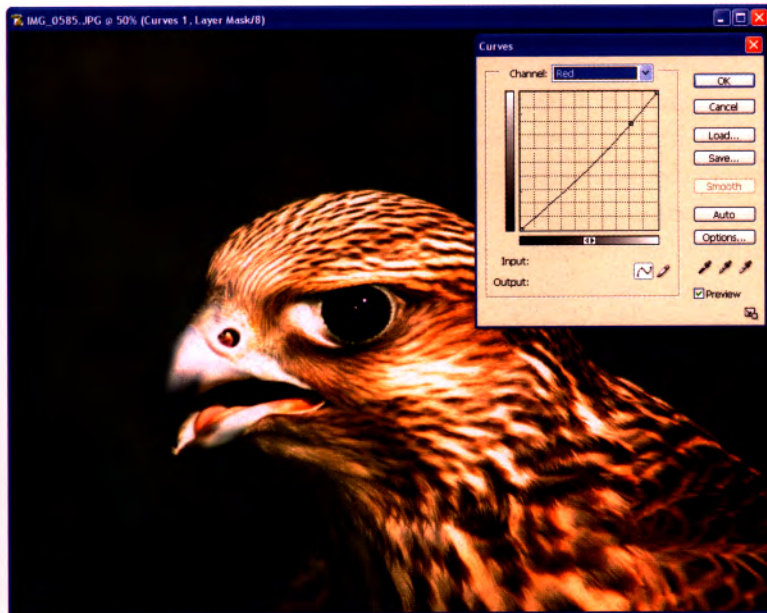 IMG_0585.JPG @ 50% (Curves 1, Layer Mask/8)
Curves
Channel: Red
OK
Cancel
Load...
Save...
Smooth
Auto
Options...
Input:
Output:
Preview